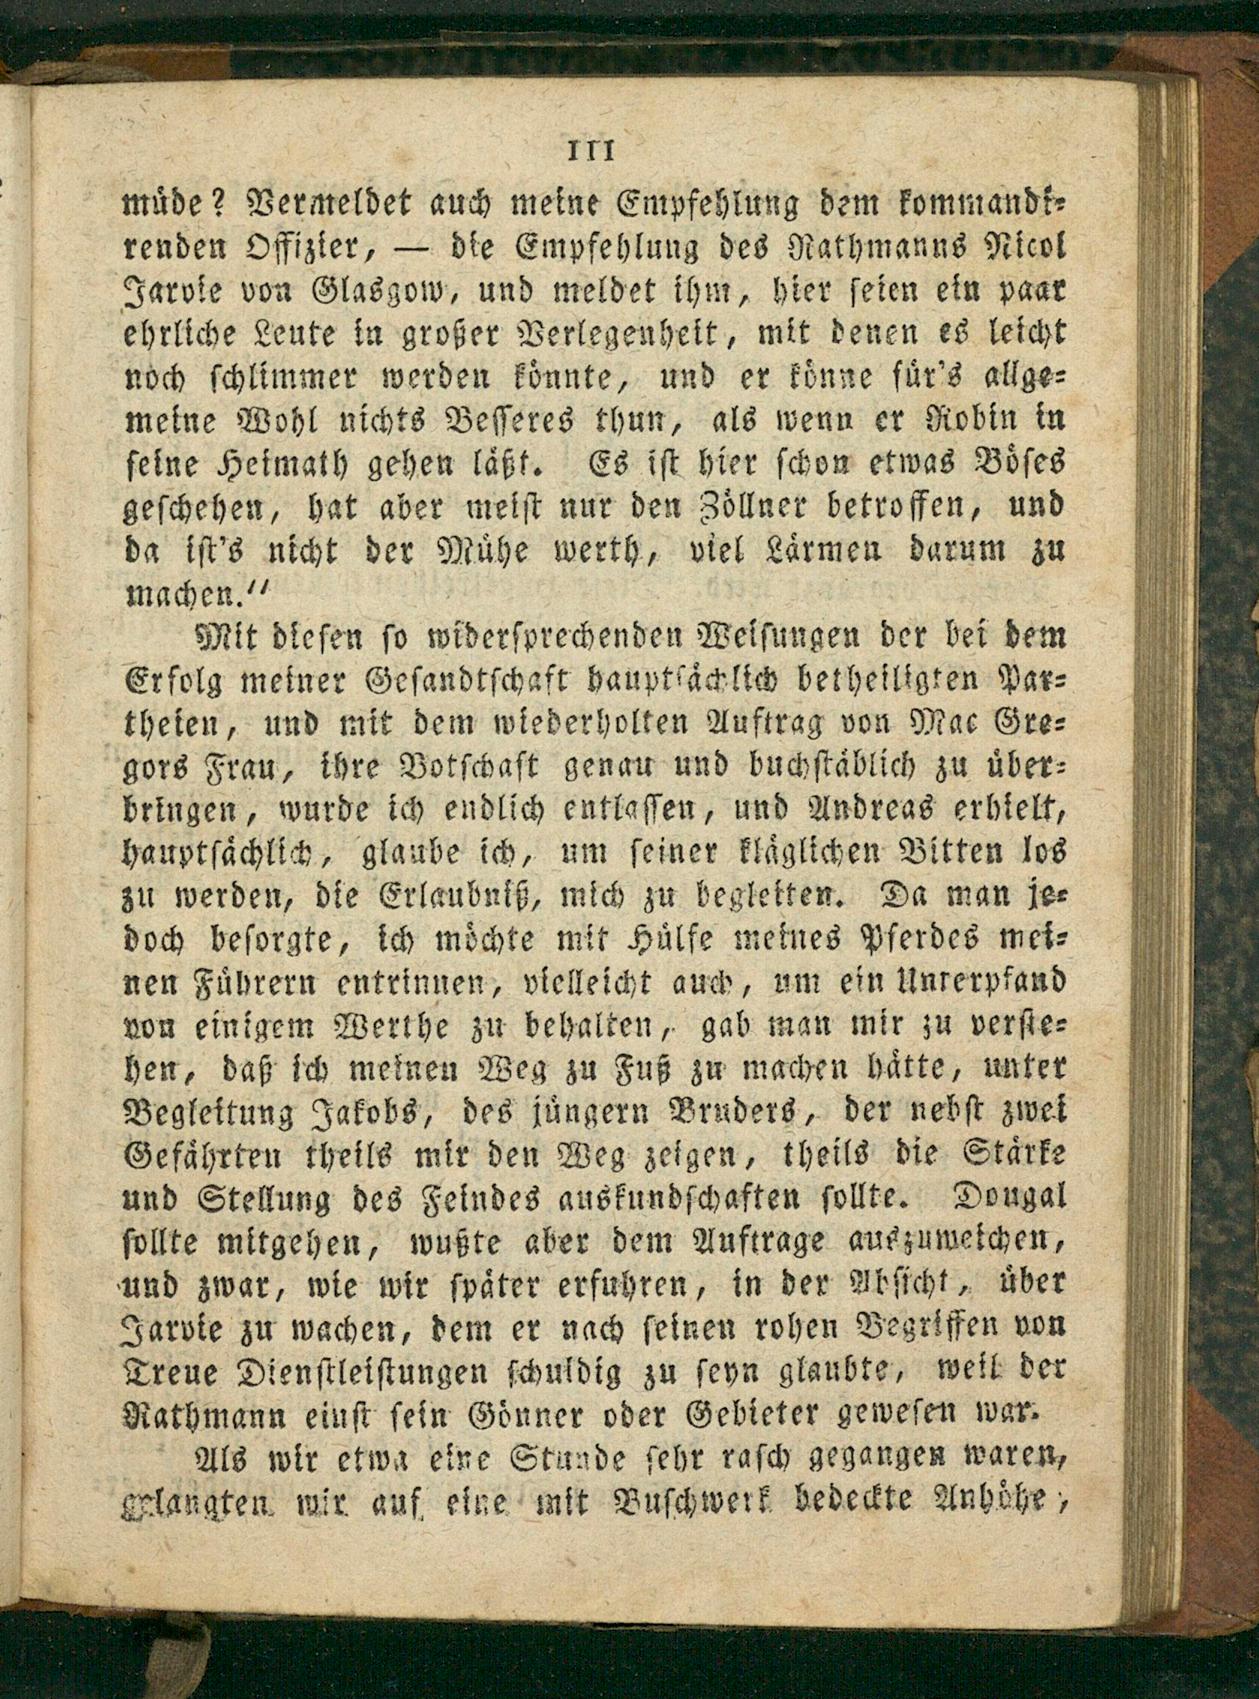 111
müde? Vermeldet auch meine Empfehlung dem kommandi-
renden Offizier, — die Empfehlung des Rathmanns Nicol
Jarvie von Glasgow, und meldet ihm, hier seien ein paar
ehrliche Leute in großer Verlegenheit, mit denen es leicht
noch schlimmer werden könnte, und er könne für's allge-
meine Wohl nichts Besseres thun, als wenn er Robin in
seine Heimath gehen läßt. Es ist hier schon etwas Böses
geschehen, hat aber meist nur den Zöllner betroffen, und
da ist's nicht der Mühe werth, viel Lärmen darum zu
machen."
Mit diesen so widersprechenden Weisungen der bei dem
Erfolg meiner Gesandtschaft hauptsächlich betheiligten Par-
theien, und mit dem wiederholten Auftrag von Mac Gre-
gors Frau, ihre Botschaft genau und buchstäblich zu über-
bringen, wurde ich endlich entlassen, und Andreas erhielt,
hauptsächlich, glaube ich, um seiner kläglichen Bitten los
zu werden, die Erlaubniß, mich zu begleiten. Da man je-
doch besorgte, ich möchte mit Hülfe meines Pferdes mei-
nen Führern entrinnen, vielleicht auch, um ein Unterpfand
von einigem Werthe zu behalten, gab man mir zu verste-
hen, daß ich meinen Weg zu Fuß zu machen hätte, unter
Begleitung Jakobs, des jüngern Bruders, der nebst zwei
Gefährten theils mir den Weg zeigen, theils die Stärke
und Stellung des Feindes auskundschaften sollte. Dougal
sollte mitgehen, wußte aber dem Auftrage auszuweichen,
und zwar, wie wir später erfuhren, in der Absicht, über
Jarvie zu wachen, dem er nach seinen rohen Begriffen von
Treue Dienstleistungen schuldig zu seyn glaubte, weil der
Rathmann einst sein Gönner oder Gebieter gewesen war.
Als wir etwa eine Stunde sehr rasch gegangen waren,
gelangten wir auf eine mit Buschwerk bedeckte Anhöhe,